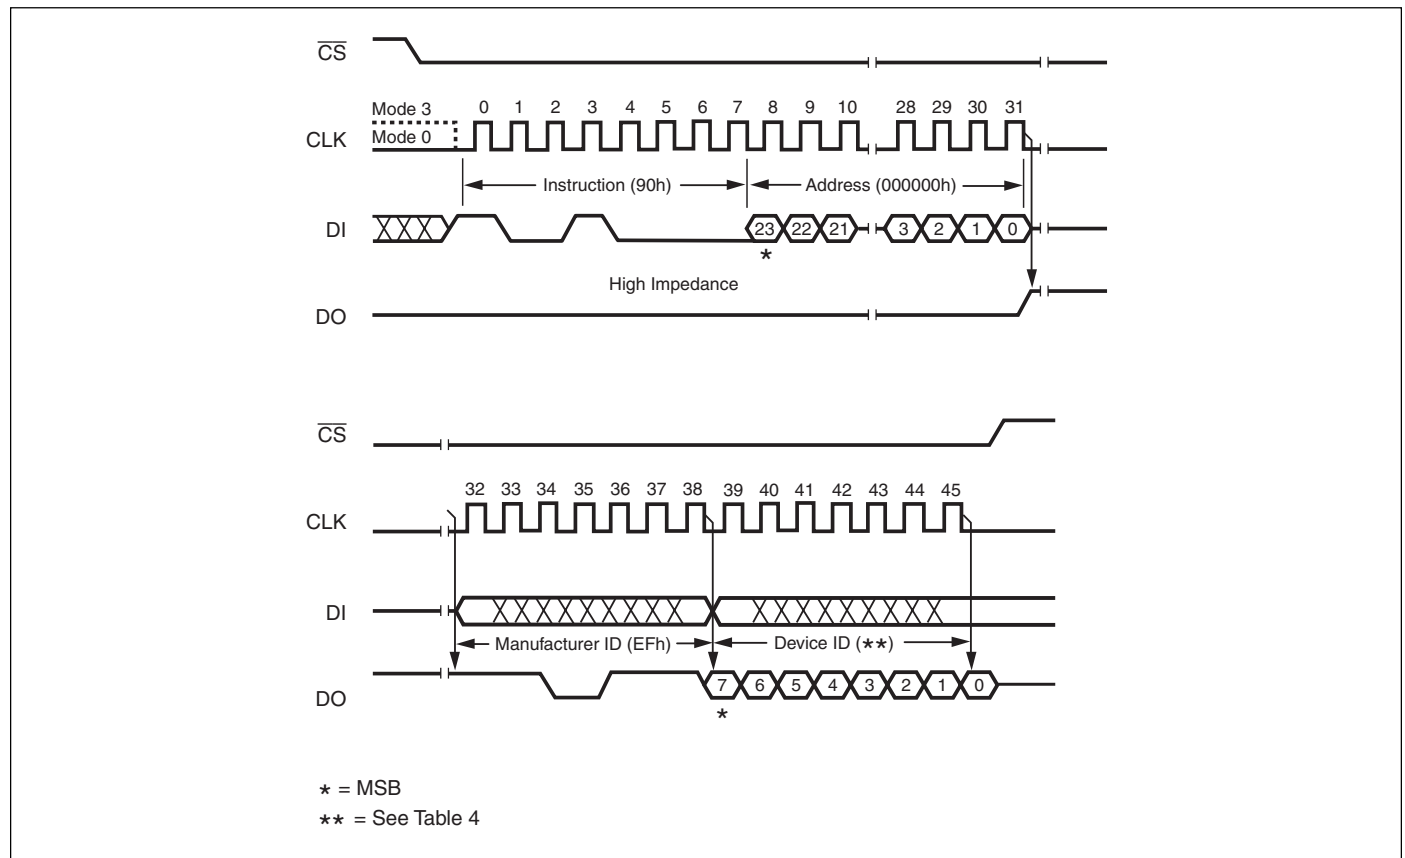 CS
Mode 3
0 1 2 3 4 5 6 7 8 9 10 28 29 30 31
CLK
Mode 0
Instruction (90h)
Address (000000h)
DI
23 22 21 3 2 1 0
*
High Impedance
DO
CS
32 33 34 35 36 37 38 39 40 41 42 43 44 45
CLK
DI
Manufacturer ID (EFh)
Device ID (**)
DO
7 6 5 4 3 2 1 0
*
* = MSB
** = See Table 4